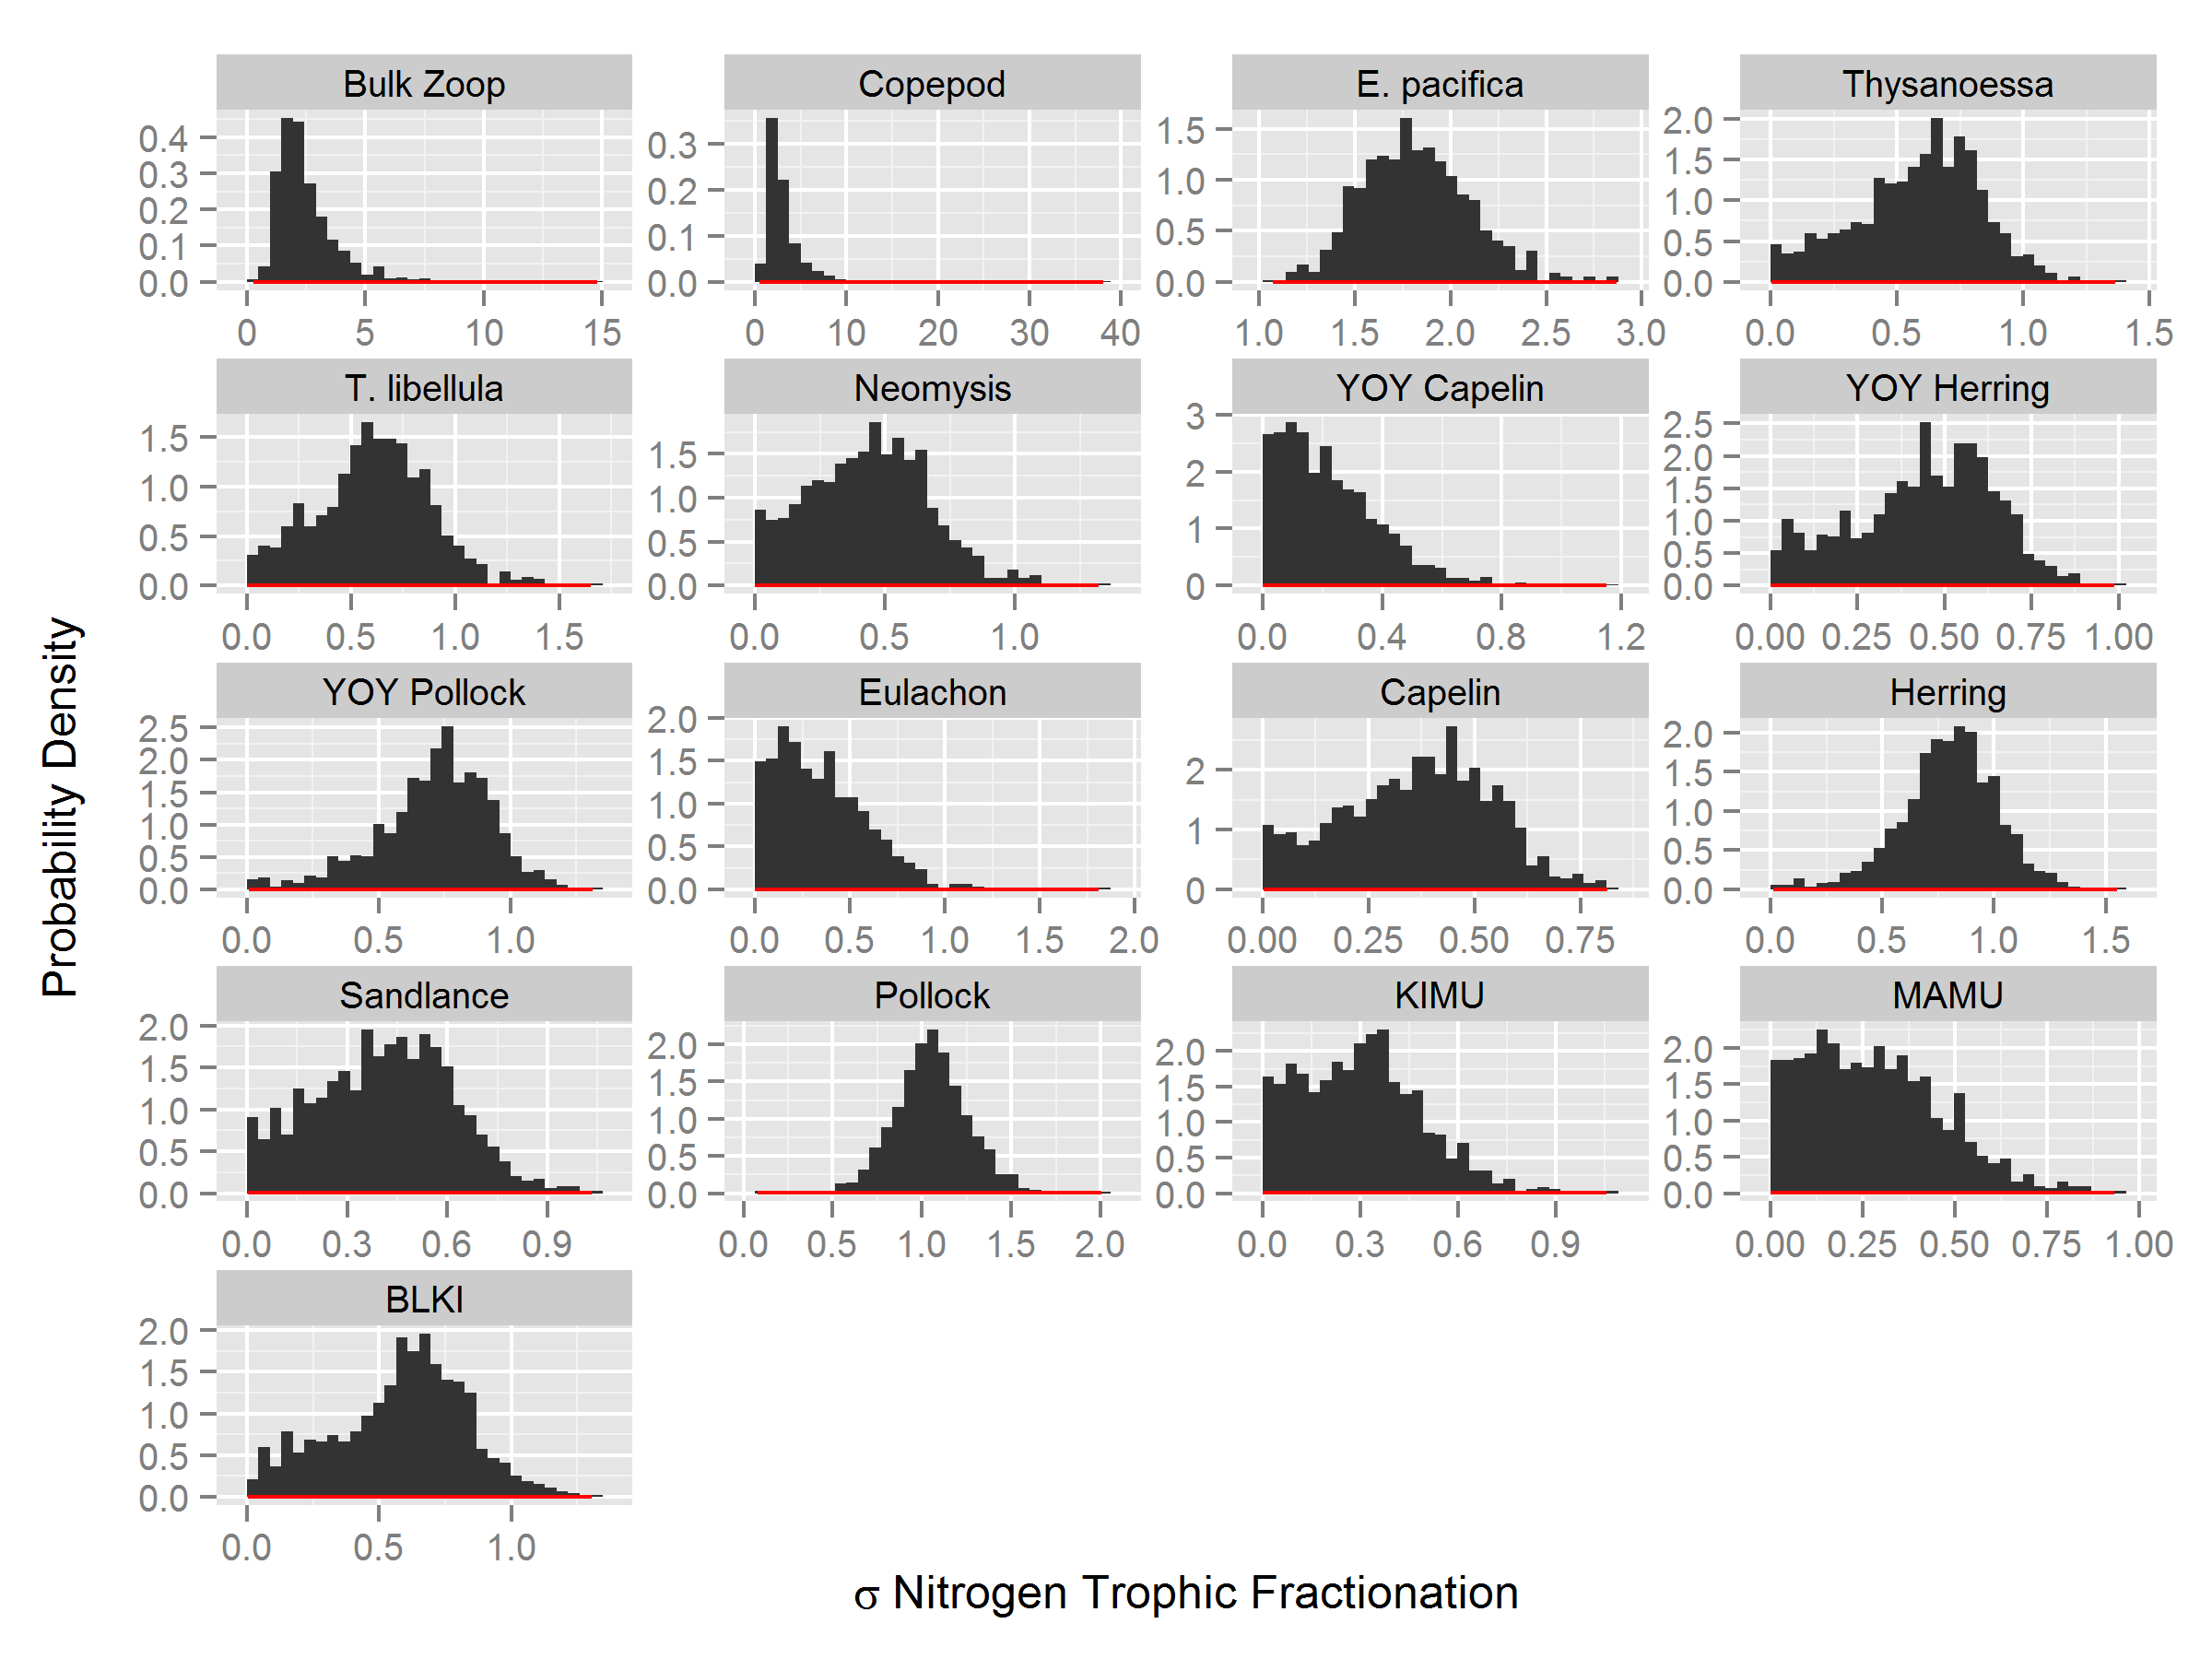 Bulk Zoop Copepod E. pacifica Thysanoessa
0.4 0.3 0.2 0.1 0.0
0.3 0.2 0.1 0.0
1.5 1.0 0.5 0.0
2.0 1.5 1.0 0.5 0.0
0 5 10 15 0 10 20 30 40 1.0 1.5 2.0 2.5 3.0 0.0 0.5 1.0 1.5
T. libellula Neomysis YOY Capelin YOY Herring
1.5 1.0 0.5 0.0
1.5 1.0 0.5 0.0
3 2 1 0
2.5 2.0 1.5 1.0 0.5 0.0
0.0 0.5 1.0 1.5 0.0 0.5 1.0 0.0 0.4 0.8 1.2 0.00 0.25 0.50 0.75 1.00
YOY Pollock Eulachon Capelin Herring
2.5 2.0 1.5 1.0 0.5 0.0
2.0 1.5 1.0 0.5 0.0
2 1 0
2.0 1.5 1.0 0.5 0.0
0.0 0.5 1.0 0.0 0.5 1.0 1.5 2.0 0.00 0.25 0.50 0.75 0.0 0.5 1.0 1.5
Sandlance Pollock KIMU MAMU
2.0 1.5 1.0 0.5 0.0
2.0 1.5 1.0 0.5 0.0
2.0 1.5 1.0 0.5 0.0
2.0 1.5 1.0 0.5 0.0
0.0 0.3 0.6 0.9 0.0 0.5 1.0 1.5 2.0 0.0 0.3 0.6 0.9 0.00 0.25 0.50 0.75 1.00
BLKI
2.0 1.5 1.0 0.5 0.0
0.0 0.5 1.0
Probability Density
σ Nitrogen Trophic Fractionation